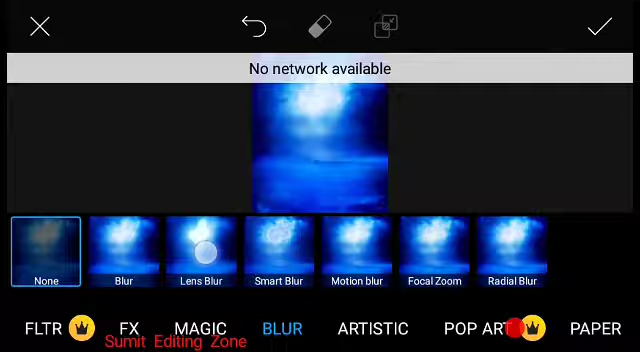 No network available
None Blur Lens Blur Smart Blur Motion blur Focal Zoom Radial Blur
FLTR FX MAGIC BLUR ARTISTIC POP ART PAPER
Sumit Editing Zone